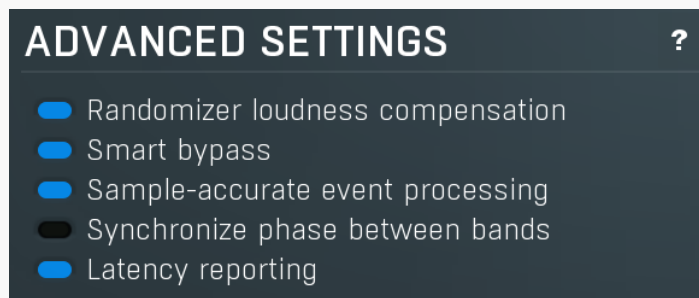 ADVANCED SETTINGS ?
Randomizer loudness compensation
Smart bypass
Sample-accurate event processing
Synchronize phase between bands
Latency reporting